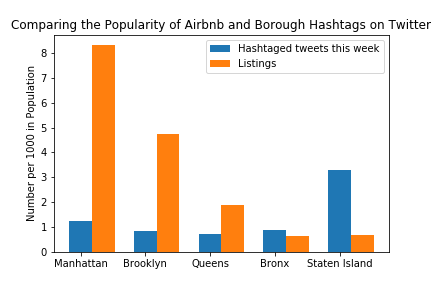 Comparing the Popularity of Airbnb and Borough Hashtags on Twitter
Hashtaged tweets this week
Listings
Number per 1000 in Population
8
7
6
5
4
3
2
1
0
Manhattan Brooklyn Queens Bronx Staten Island